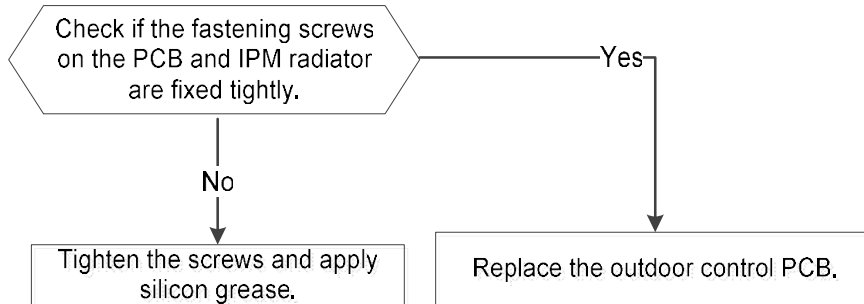 Check if the fastening screws
on the PCB and IPM radiator
are fixed tightly.
Yes
No
Tighten the screws and apply
silicon grease.
Replace the outdoor control PCB.